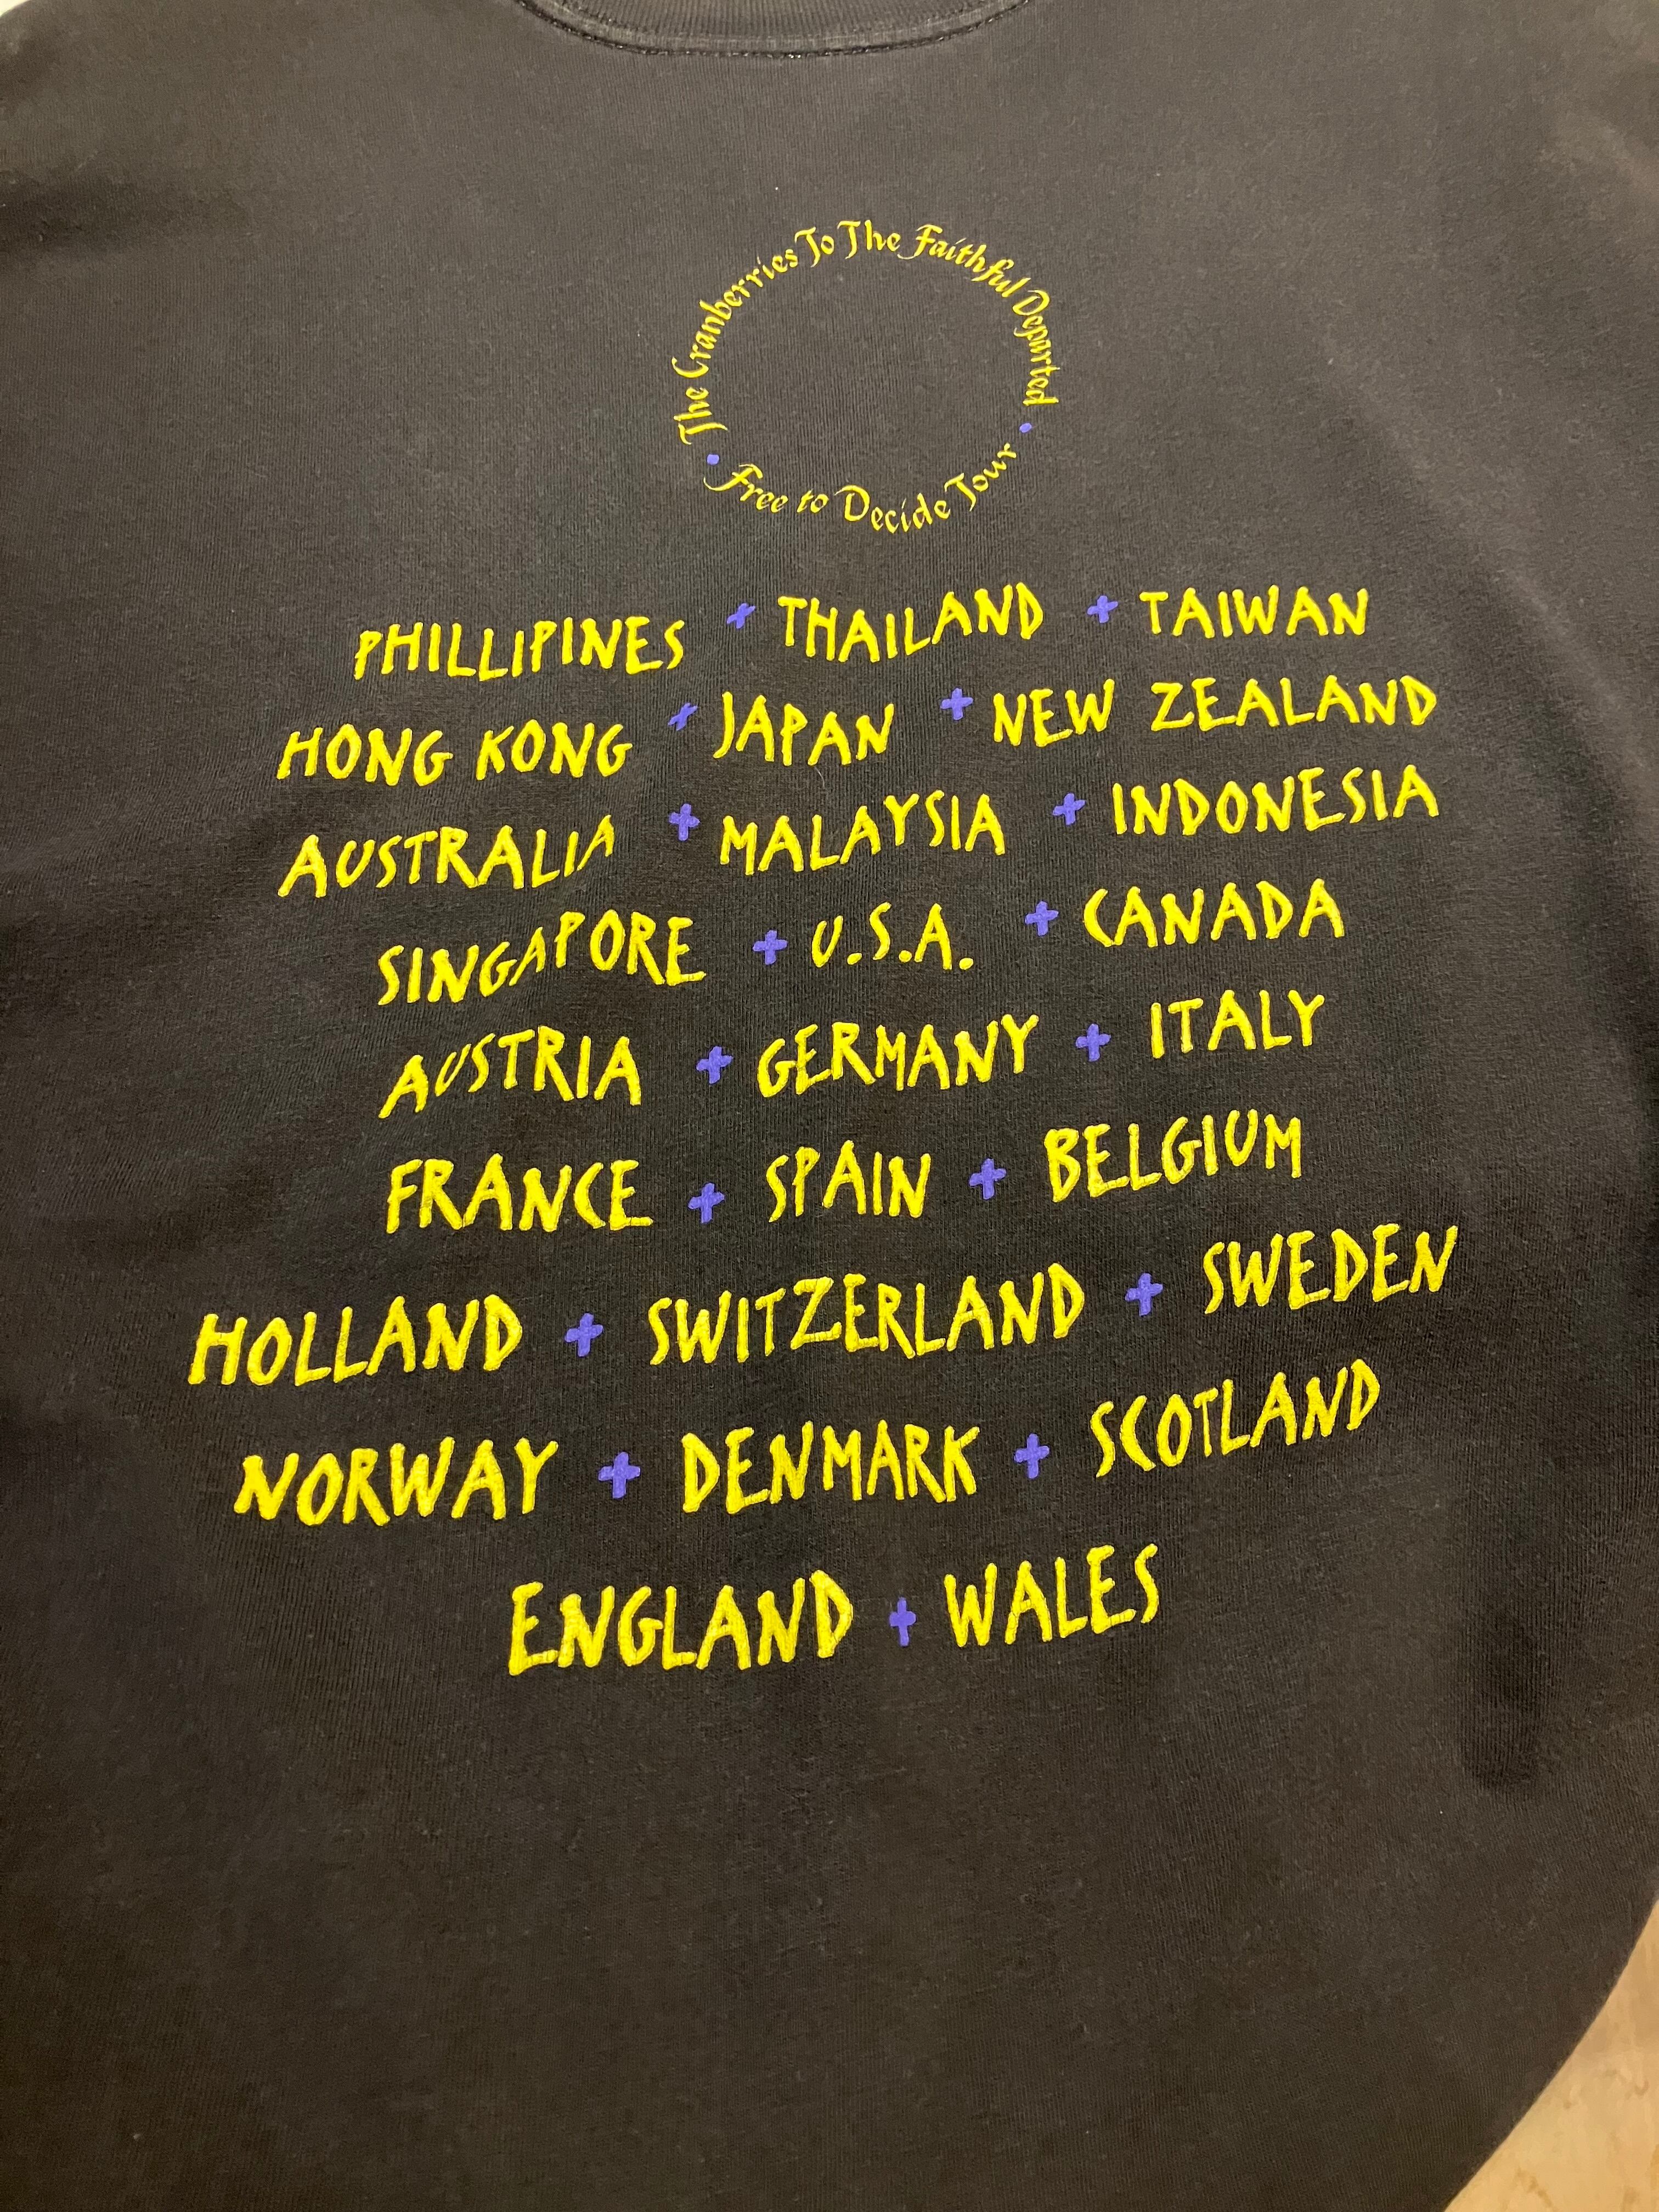 The Cranberries To The Faithful Departed
• Free to Decide Tour •
PHILLIPINES + THAILAND + TAIWAN
HONG KONG + JAPAN + NEW ZEALAND
AUSTRALIA + MALAYSIA + INDONESIA
SINGAPORE + U.S.A. + CANADA
AUSTRIA + GERMANY + ITALY
FRANCE + SPAIN + BELGIUM
HOLLAND + SWITZERLAND + SWEDEN
NORWAY + DENMARK + SCOTLAND
ENGLAND + WALES